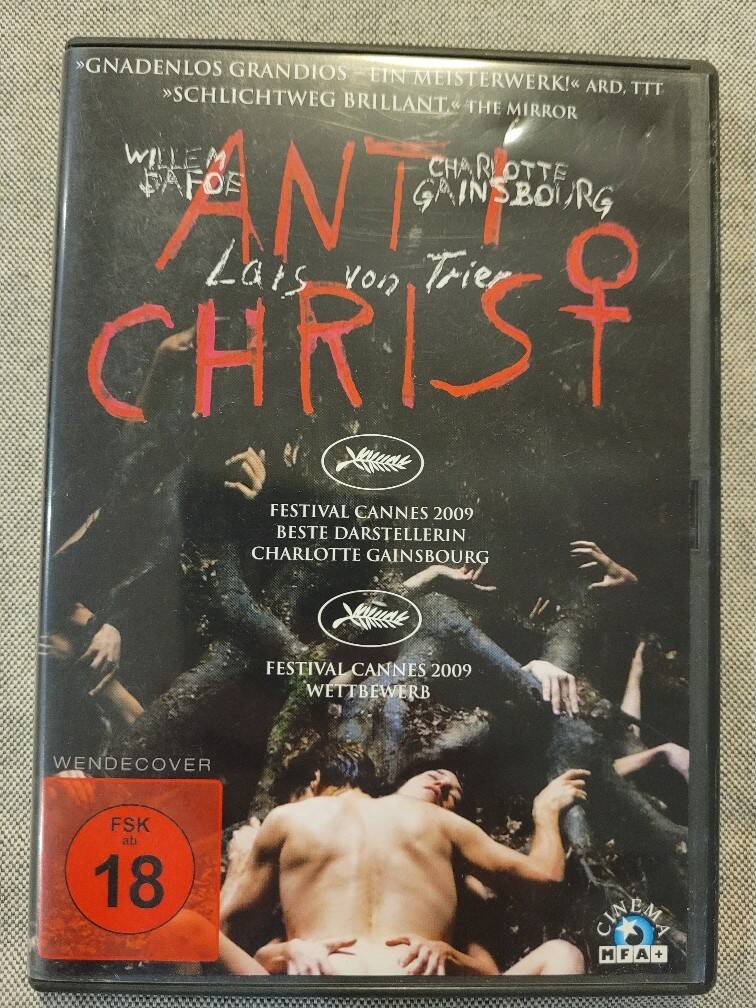 »GNADENLOS GRANDIOS – EIN MEISTERWERK!« ARD, TTT
»SCHLICHTWEG BRILLANT.« THE MIRROR
WILLEM DAFOE
CHARLOTTE GAINSBOURG
ANTI
Lars von Trier
CHRIS♀
FESTIVAL CANNES 2009
BESTE DARSTELLERIN
CHARLOTTE GAINSBOURG
FESTIVAL CANNES 2009
WETTBEWERB
WENDECOVER
FSK
ab
18
CINEMA
MFA+